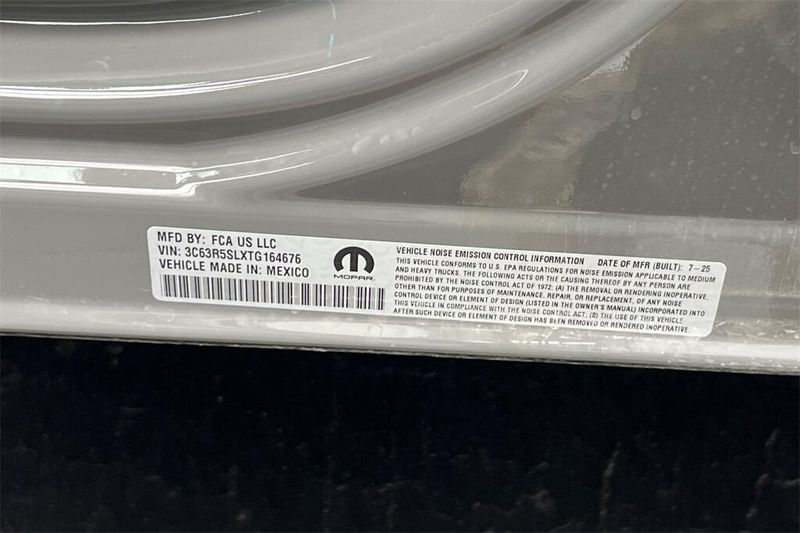 MFD BY: FCA US LLC
VIN: 3C63R5SLXTG164676
VEHICLE MADE IN: MEXICO
MOPAR
VEHICLE NOISE EMISSION CONTROL INFORMATION DATE OF MFR (BUILT): 7-25
THIS VEHICLE CONFORMS TO U.S. EPA REGULATIONS FOR NOISE EMISSION APPLICABLE TO MEDIUM
AND HEAVY TRUCKS. THE FOLLOWING ACTS OR THE CAUSING THEREOF BY ANY PERSON ARE
PROHIBITED BY THE NOISE CONTROL ACT OF 1972: (A) THE REMOVAL OR RENDERING INOPERATIVE,
OTHER THAN FOR PURPOSES OF MAINTENANCE, REPAIR, OR REPLACEMENT, OF ANY NOISE
CONTROL DEVICE OR ELEMENT OF DESIGN (LISTED IN THE OWNER'S MANUAL) INCORPORATED INTO
THIS VEHICLE IN COMPLIANCE WITH THE NOISE CONTROL ACT; (B) THE USE OF THIS VEHICLE
AFTER SUCH DEVICE OR ELEMENT OF DESIGN HAS BEEN REMOVED OR RENDERED INOPERATIVE.